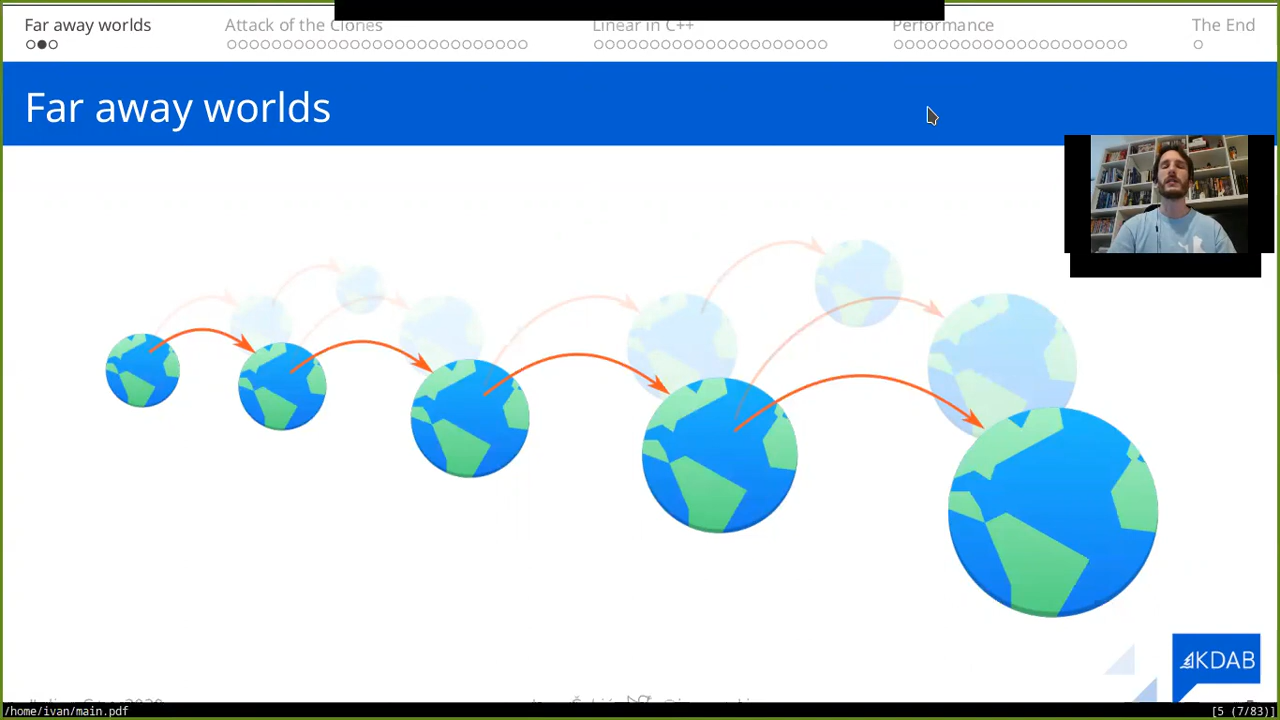 Far away worlds
Attack of the Clones
Linear in C++
Performance
The End
Far away worlds
KDAB
/home/ivan/main.pdf
[5 (7/83)]